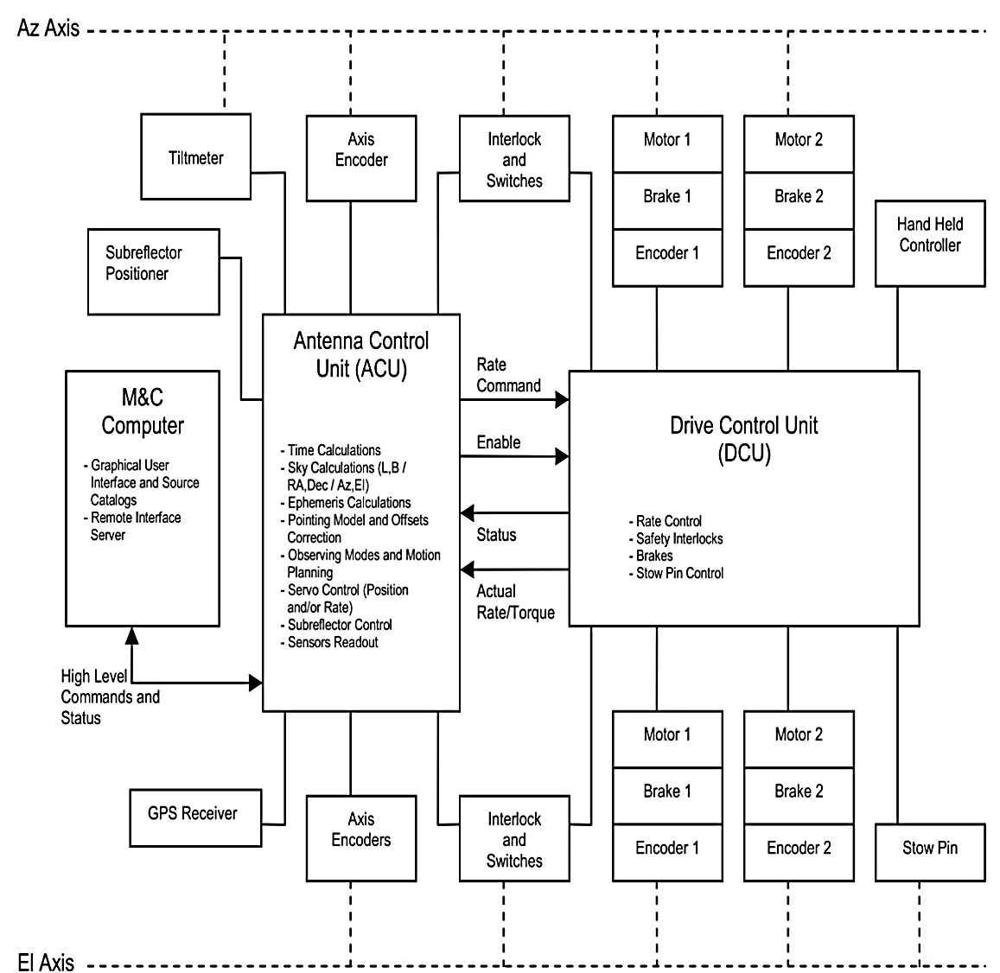 Az Axis
Tiltmeter
Axis
Encoder
Interlock
and
Switches
Motor 1
Brake 1
Encoder 1
Motor 2
Brake 2
Encoder 2
Hand Held
Controller
Subreflector
Positioner
M&C
Computer
- Graphical User
Interface and Source
Catalogs
- Remote Interface
Server
High Level
Commands and
Status
Antenna Control
Unit (ACU)
- Time Calculations
- Sky Calculations (L,B /
RA,Dec / Az,El)
- Ephemeris Calculations
- Pointing Model and Offsets
Correction
- Observing Modes and Motion
Planning
- Servo Control (Position
and/or Rate)
- Subreflector Control
- Sensors Readout
Rate
Command
Enable
Status
Actual
Rate/Torque
Drive Control Unit
(DCU)
- Rate Control
- Safety Interlocks
- Brakes
- Stow Pin Control
GPS Receiver
Axis
Encoders
Interlock
and
Switches
Motor 1
Brake 1
Encoder 1
Motor 2
Brake 2
Encoder 2
Stow Pin
El Axis